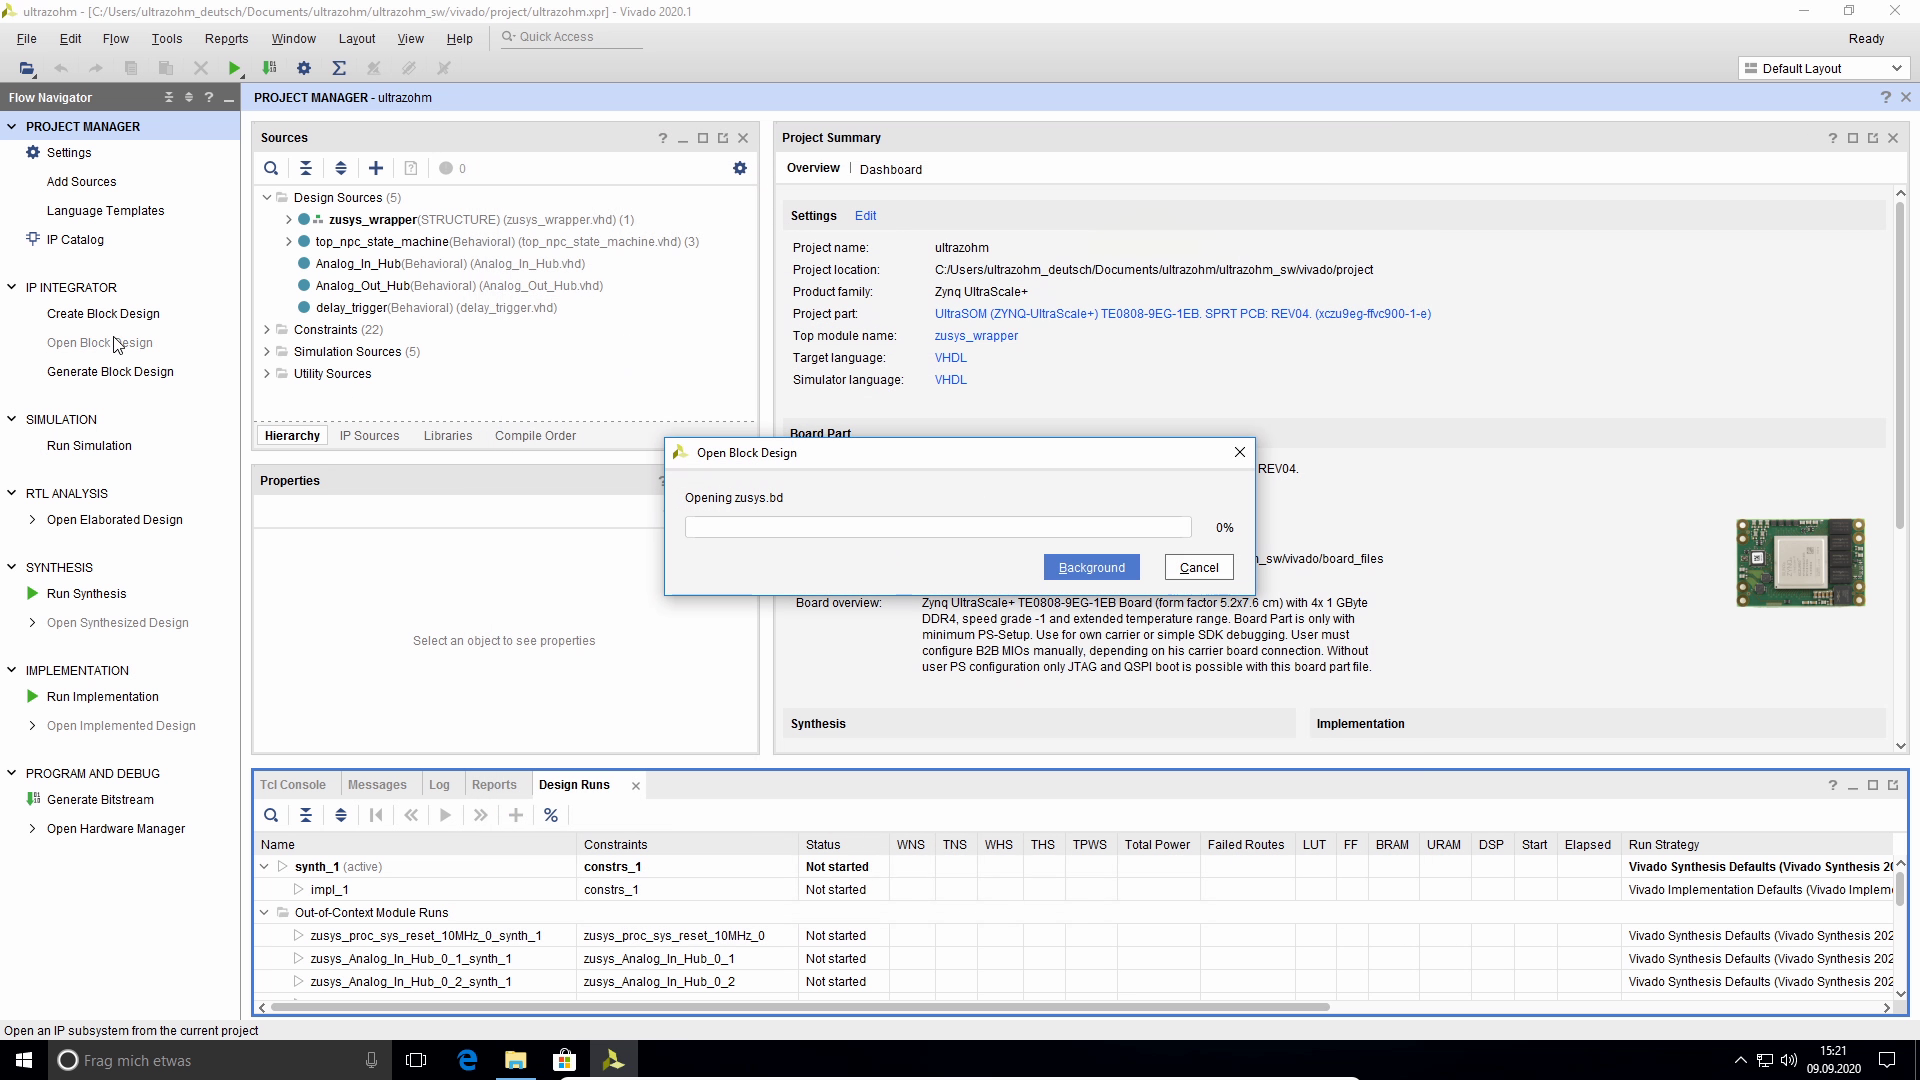 ultrazohm - [C:/Users/ultrazohm_deutsch/Documents/ultrazohm/ultrazohm_sw/vivado/project/ultrazohm.xpr] - Vivado 2020.1
File Edit Flow Tools Reports Window Layout View Help Quick Access Ready
Default Layout
Flow Navigator
PROJECT MANAGER
Settings
Add Sources
Language Templates
IP Catalog
IP INTEGRATOR
Create Block Design
Open Block Design
Generate Block Design
SIMULATION
Run Simulation
RTL ANALYSIS
Open Elaborated Design
SYNTHESIS
Run Synthesis
Open Synthesized Design
IMPLEMENTATION
Run Implementation
Open Implemented Design
PROGRAM AND DEBUG
Generate Bitstream
Open Hardware Manager
PROJECT MANAGER - ultrazohm
Sources
0
Design Sources (5)
zusys_wrapper(STRUCTURE) (zusys_wrapper.vhd) (1)
top_npc_state_machine(Behavioral) (top_npc_state_machine.vhd) (3)
Analog_In_Hub(Behavioral) (Analog_In_Hub.vhd)
Analog_Out_Hub(Behavioral) (Analog_Out_Hub.vhd)
delay_trigger(Behavioral) (delay_trigger.vhd)
Constraints (22)
Simulation Sources (5)
Utility Sources
Hierarchy IP Sources Libraries Compile Order
Properties
Select an object to see properties
Project Summary
Overview Dashboard
Settings Edit
Project name: ultrazohm
Project location: C:/Users/ultrazohm_deutsch/Documents/ultrazohm/ultrazohm_sw/vivado/project
Product family: Zynq UltraScale+
Project part: UltraSOM (ZYNQ-UltraScale+) TE0808-9EG-1EB. SPRT PCB: REV04. (xczu9eg-ffvc900-1-e)
Top module name: zusys_wrapper
Target language: VHDL
Simulator language: VHDL
Board Part
REV04.
_sw/vivado/board_files
Board overview: Zynq UltraScale+ TE0808-9EG-1EB Board (form factor 5.2x7.6 cm) with 4x 1 GByte
DDR4, speed grade -1 and extended temperature range. Board Part is only with
minimum PS-Setup. Use for own carrier or simple SDK debugging. User must
configure B2B MIOs manually, depending on his carrier board connection. Without
user PS configuration only JTAG and QSPI boot is possible with this board part file.
Synthesis Implementation
Open Block Design
Opening zusys.bd
0%
Background Cancel
Tcl Console Messages Log Reports Design Runs
Name Constraints Status WNS TNS WHS THS TPWS Total Power Failed Routes LUT FF BRAM URAM DSP Start Elapsed Run Strategy
synth_1 (active) constrs_1 Not started Vivado Synthesis Defaults (Vivado Synthesis 20
impl_1 constrs_1 Not started Vivado Implementation Defaults (Vivado Impleme
Out-of-Context Module Runs
zusys_proc_sys_reset_10MHz_0_synth_1 zusys_proc_sys_reset_10MHz_0 Not started Vivado Synthesis Defaults (Vivado Synthesis 202
zusys_Analog_In_Hub_0_1_synth_1 zusys_Analog_In_Hub_0_1 Not started Vivado Synthesis Defaults (Vivado Synthesis 202
zusys_Analog_In_Hub_0_2_synth_1 zusys_Analog_In_Hub_0_2 Not started Vivado Synthesis Defaults (Vivado Synthesis 202
Open an IP subsystem from the current project
Frag mich etwas
15:21
09.09.2020